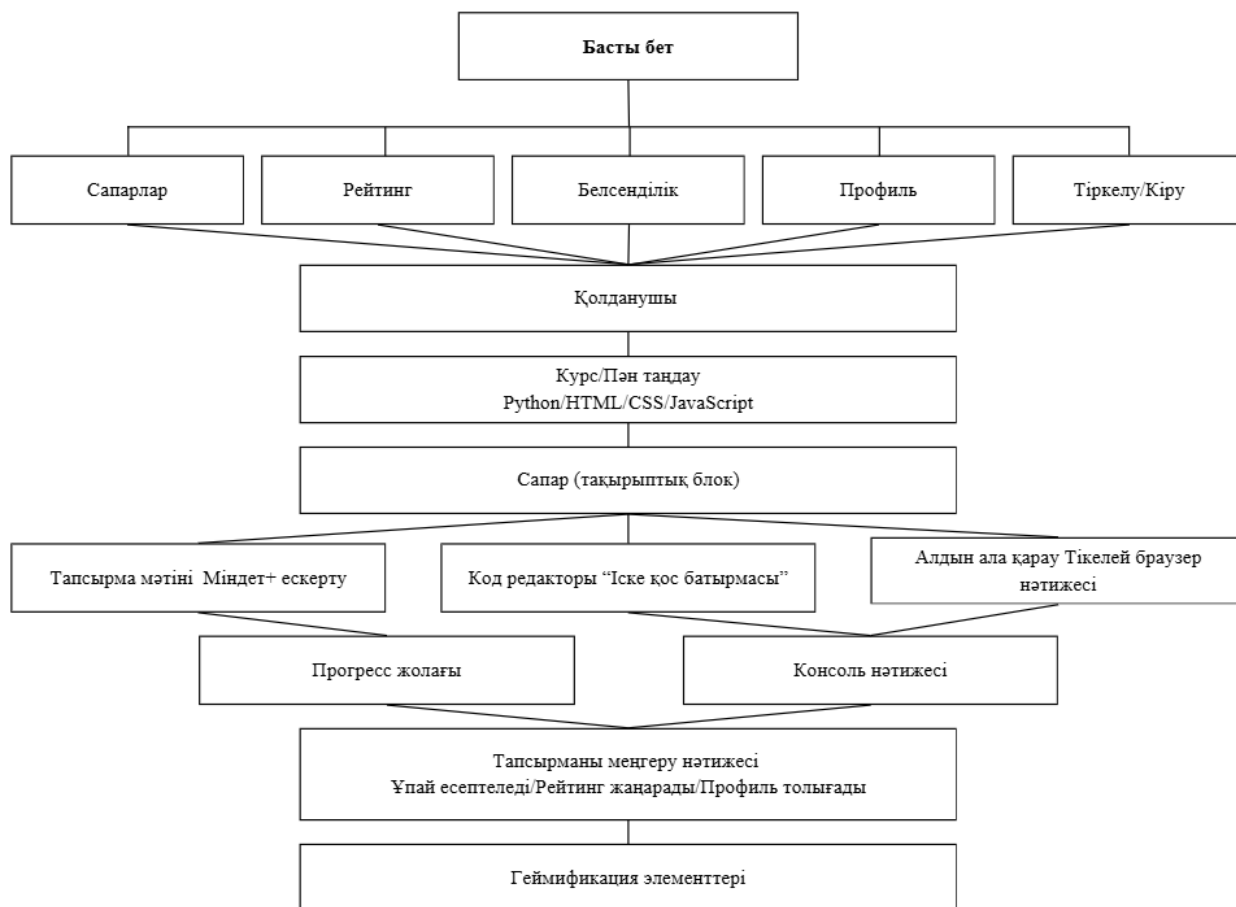 Басты бет
Сапарлар
Рейтинг
Белсенділік
Профиль
Тіркелу/Кіру
Қолданушы
Курс/Пән таңдау
Python/HTML/CSS/JavaScript
Сапар (тақырыптық блок)
Тапсырма мәтіні  Міндет+ ескерту
Код редакторы “Іске қос батырмасы”
Алдын ала қарау Тікелей браузер
нәтижесі
Прогресс жолағы
Консоль нәтижесі
Тапсырманы меңгеру нәтижесі
Ұпай есептеледі/Рейтинг жаңарады/Профиль толығады
Геймификация элементтері